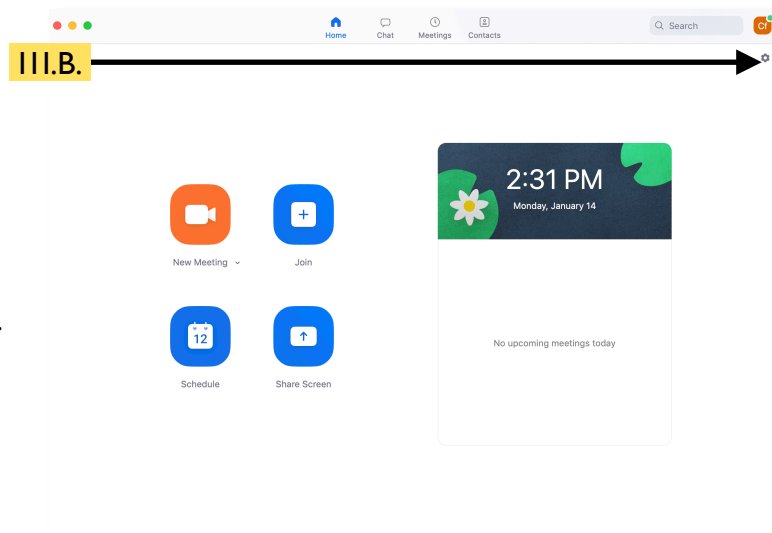 Home Chat Meetings Contacts
Search
Cf
III.B.
2:31 PM
Monday, January 14
New Meeting Join
12
Schedule Share Screen
No upcoming meetings today